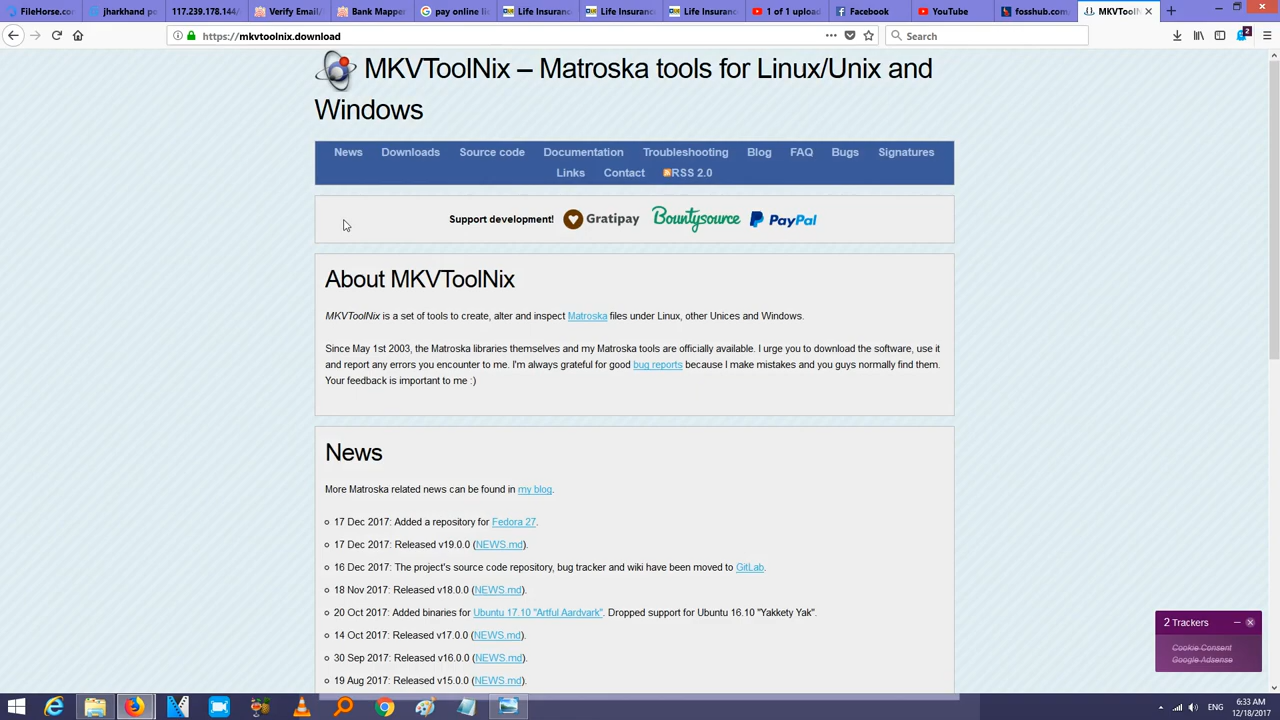 FileHorse.co
jharkhand pe
117.239.178.144/
Verify Email/
Bank Mapper
pay online lic
Life Insuranc
Life Insuranc
Life Insuranc
1 of 1 upload
Facebook
YouTube
fosshub.com/
MKVToolN
https://mkvtoolnix.download
Search
2
MKVToolNix – Matroska tools for Linux/Unix and
Windows
News Downloads Source code Documentation Troubleshooting Blog FAQ Bugs Signatures
Links Contact RSS 2.0
Support development! Gratipay Bountysource PayPal
About MKVToolNix
MKVToolNix is a set of tools to create, alter and inspect Matroska files under Linux, other Unices and Windows.
Since May 1st 2003, the Matroska libraries themselves and my Matroska tools are officially available. I urge you to download the software, use it
and report any errors you encounter to me. I'm always grateful for good bug reports because I make mistakes and you guys normally find them.
Your feedback is important to me :)
News
More Matroska related news can be found in my blog.
17 Dec 2017: Added a repository for Fedora 27.
17 Dec 2017: Released v19.0.0 (NEWS.md).
16 Dec 2017: The project's source code repository, bug tracker and wiki have been moved to GitLab.
18 Nov 2017: Released v18.0.0 (NEWS.md).
20 Oct 2017: Added binaries for Ubuntu 17.10 "Artful Aardvark". Dropped support for Ubuntu 16.10 "Yakkety Yak".
14 Oct 2017: Released v17.0.0 (NEWS.md).
30 Sep 2017: Released v16.0.0 (NEWS.md).
19 Aug 2017: Released v15.0.0 (NEWS.md).
2 Trackers
Cookie Consent
Google Adsense
ENG
6:33 AM
12/18/2017